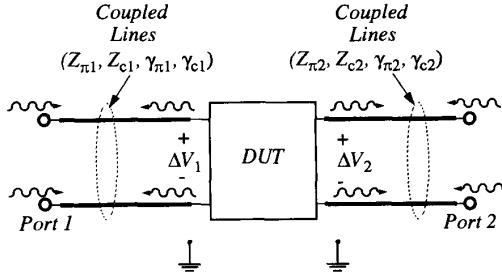 Coupled
Lines
(Zπ1, Zc1, γπ1, γc1)
Coupled
Lines
(Zπ2, Zc2, γπ2, γc2)
+
ΔV1
-
DUT
+
ΔV2
-
Port 1
Port 2